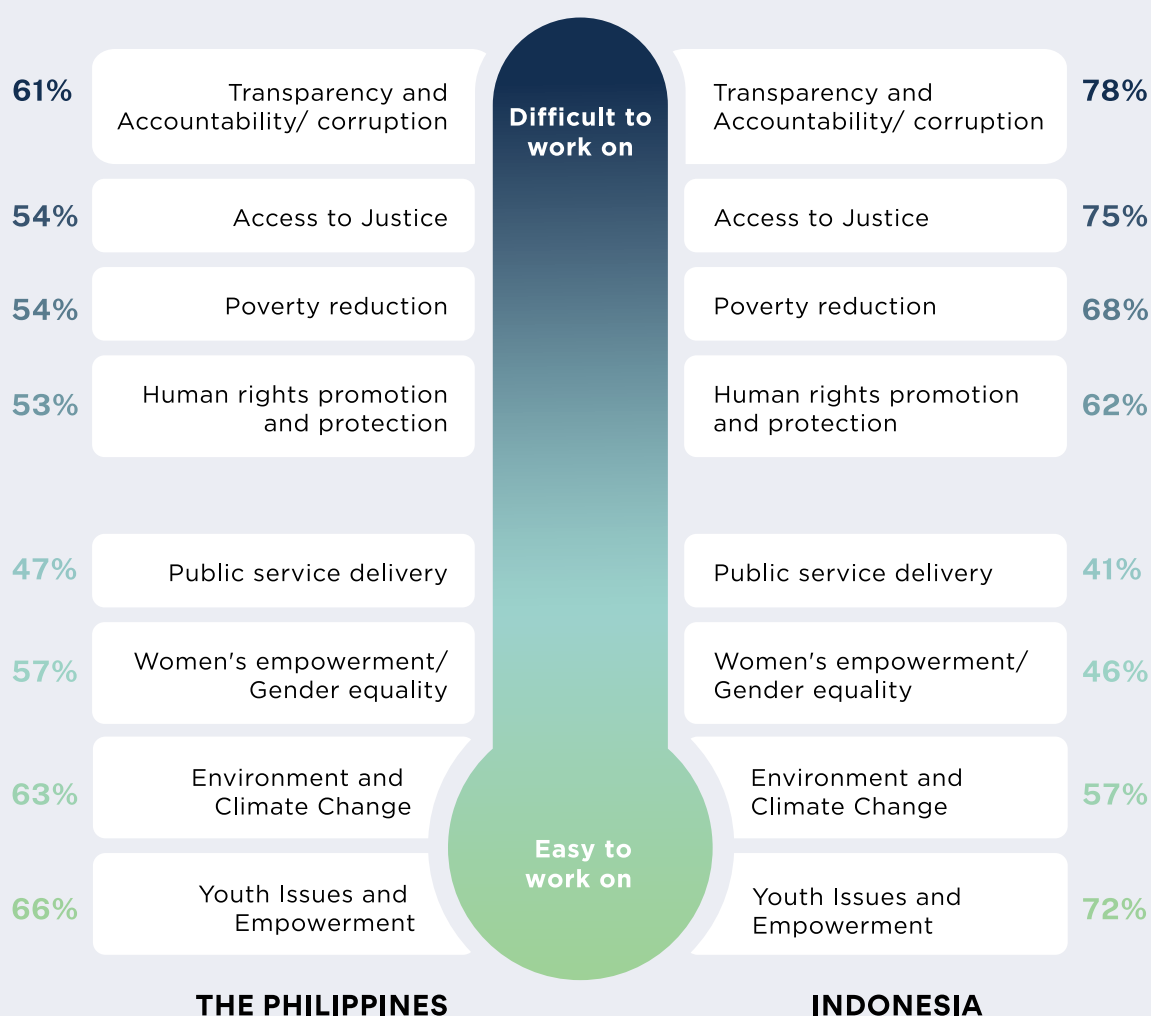 61%
Transparency and
Accountability/ corruption
Difficult to
work on
Transparency and
Accountability/ corruption
78%
54%
Access to Justice
Access to Justice
75%
54%
Poverty reduction
Poverty reduction
68%
53%
Human rights promotion
and protection
Human rights promotion
and protection
62%
47%
Public service delivery
Public service delivery
41%
57%
Women's empowerment/
Gender equality
Women's empowerment/
Gender equality
46%
63%
Environment and
Climate Change
Environment and
Climate Change
57%
Easy to
work on
66%
Youth Issues and
Empowerment
Youth Issues and
Empowerment
72%
THE PHILIPPINES
INDONESIA